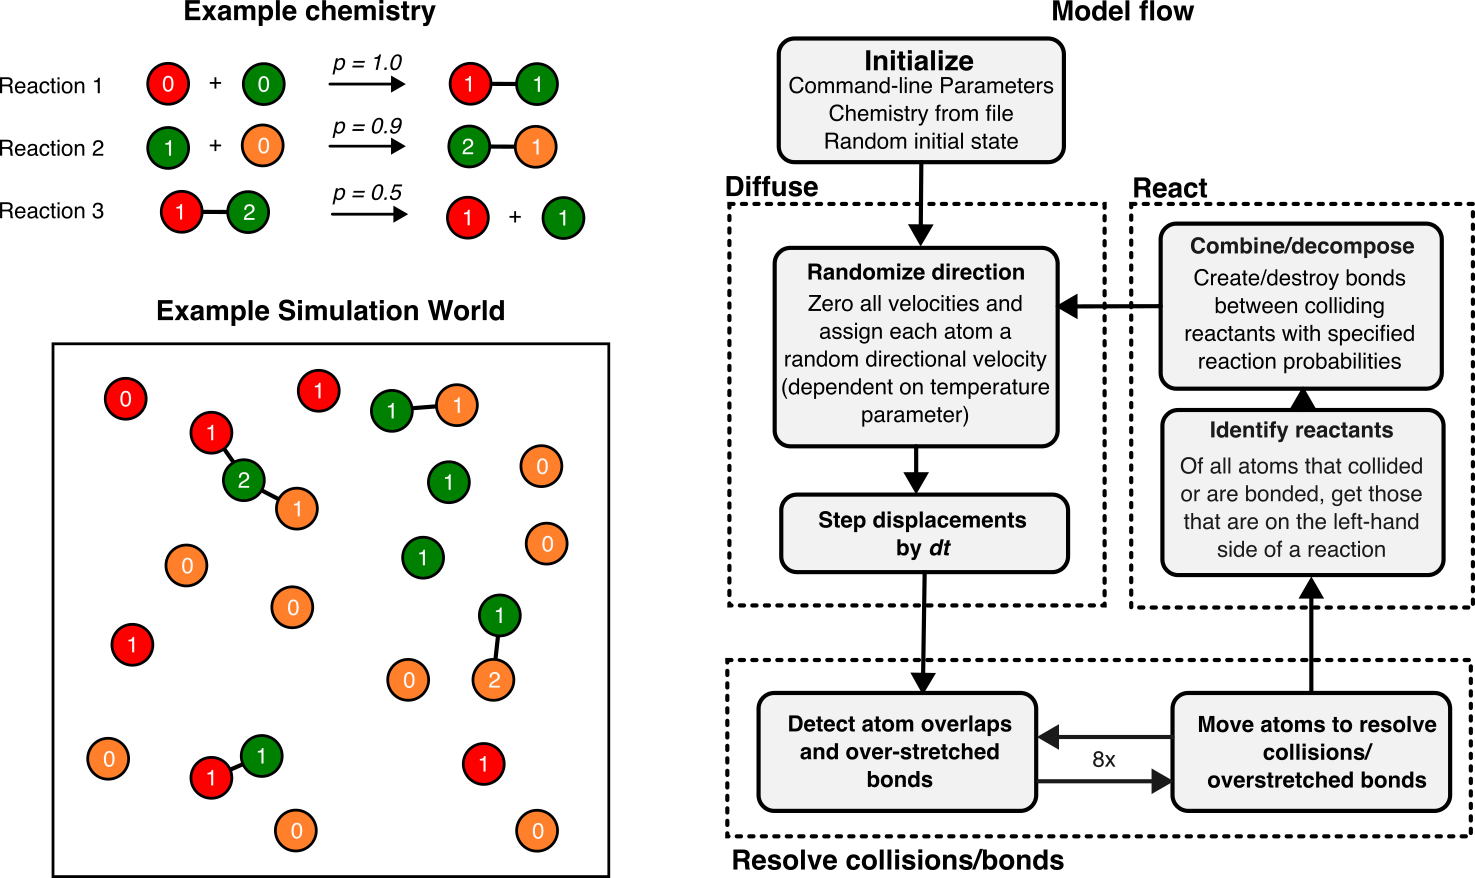 Example chemistry
Reaction 1 0 + 0 p = 1.0 1 1
Reaction 2 1 + 0 p = 0.9 2 1
Reaction 3 1 2 p = 0.5 1 + 1
Example Simulation World
0
1
1 1
1
2
1
0
1
0
1
0
0
1
1
0
2
0
1
1
1
0
0
Model flow
Initialize
Command-line Parameters
Chemistry from file
Random initial state
Diffuse
Randomize direction
Zero all velocities and
assign each atom a
random directional velocity
(dependent on temperature
parameter)
Step displacements
by dt
React
Combine/decompose
Create/destroy bonds
between colliding
reactants with specified
reaction probabilities
Identify reactants
Of all atoms that collided
or are bonded, get those
that are on the left-hand
side of a reaction
Detect atom overlaps
and over-stretched
bonds
8x
Move atoms to resolve
collisions/
overstretched bonds
Resolve collisions/bonds